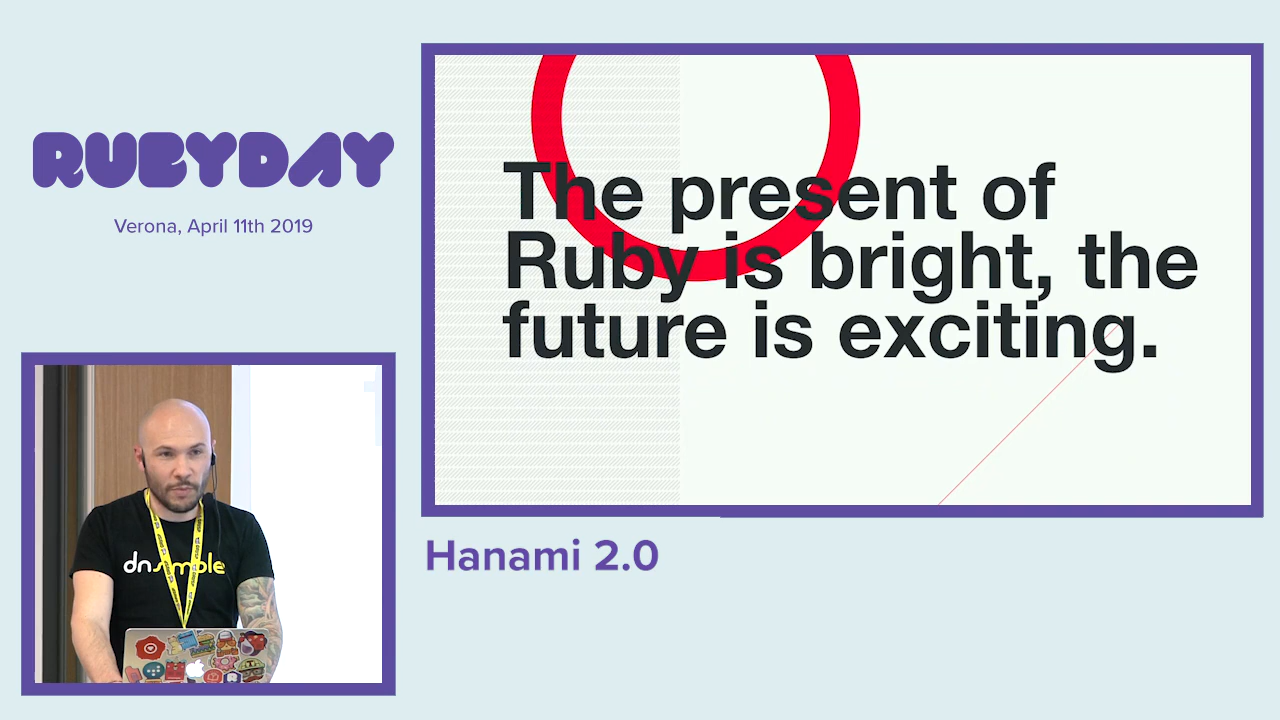 RUBYDAY
Verona, April 11th 2019
The present of
Ruby is bright, the
future is exciting.
Hanami 2.0
dnsimple